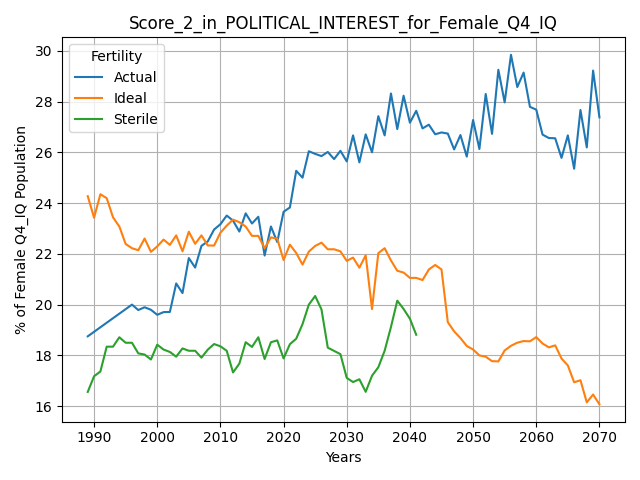 Score_2_in_POLITICAL_INTEREST_for_Female_Q4_IQ
Fertility
Actual
Ideal
Sterile
% of Female Q4_IQ Population
30
28
26
24
22
20
18
16
1990 2000 2010 2020 2030 2040 2050 2060 2070
Years